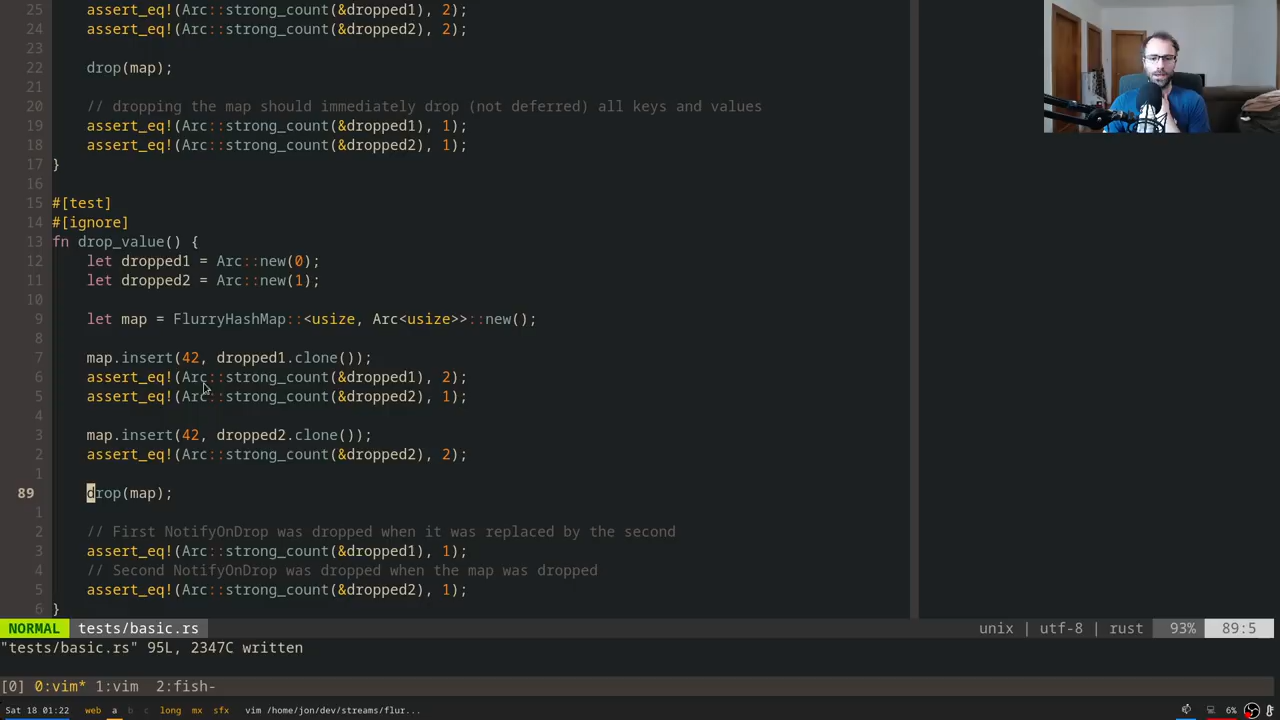 25     assert_eq!(Arc::strong_count(&dropped1), 2);
24     assert_eq!(Arc::strong_count(&dropped2), 2);
23
22     drop(map);
21
20     // dropping the map should immediately drop (not deferred) all keys and values
19     assert_eq!(Arc::strong_count(&dropped1), 1);
18     assert_eq!(Arc::strong_count(&dropped2), 1);
17 }
16
15 #[test]
14 #[ignore]
13 fn drop_value() {
12     let dropped1 = Arc::new(0);
11     let dropped2 = Arc::new(1);
10
9     let map = FlurryHashMap::<usize, Arc<usize>>::new();
8
7     map.insert(42, dropped1.clone());
6     assert_eq!(Arc::strong_count(&dropped1), 2);
5     assert_eq!(Arc::strong_count(&dropped2), 1);
4
3     map.insert(42, dropped2.clone());
2     assert_eq!(Arc::strong_count(&dropped2), 2);
1
89     drop(map);
1
2     // First NotifyOnDrop was dropped when it was replaced by the second
3     assert_eq!(Arc::strong_count(&dropped1), 1);
4     // Second NotifyOnDrop was dropped when the map was dropped
5     assert_eq!(Arc::strong_count(&dropped2), 1);
6 }
NORMAL tests/basic.rs unix | utf-8 | rust 93% 89:5
"tests/basic.rs" 95L, 2347C written
[0] 0:vim* 1:vim 2:fish-
Sat 18 01:22 web a b c long mx sfx vim /home/jon/dev/streams/flur... 6%